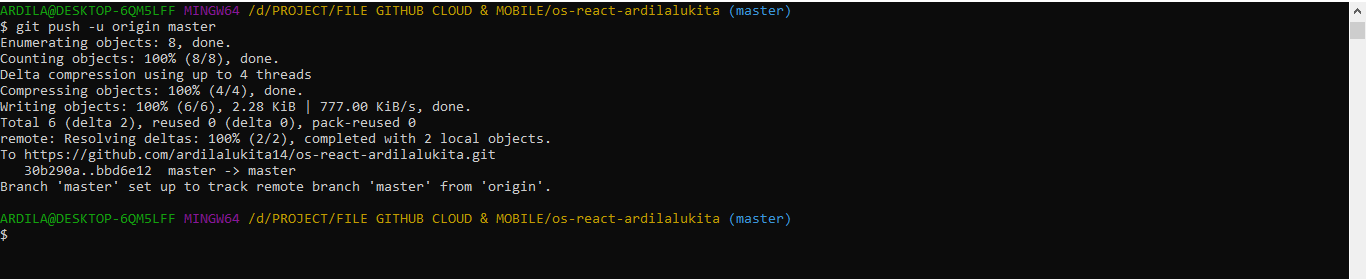 ARDILA@DESKTOP-6QM5LFF MINGW64 /d/PROJECT/FILE GITHUB CLOUD & MOBILE/os-react-ardilalukita (master)
$ git push -u origin master
Enumerating objects: 8, done.
Counting objects: 100% (8/8), done.
Delta compression using up to 4 threads
Compressing objects: 100% (4/4), done.
Writing objects: 100% (6/6), 2.28 KiB | 777.00 KiB/s, done.
Total 6 (delta 2), reused 0 (delta 0), pack-reused 0
remote: Resolving deltas: 100% (2/2), completed with 2 local objects.
To https://github.com/ardilalukita14/os-react-ardilalukita.git
   30b290a..bbd6e12  master -> master
Branch 'master' set up to track remote branch 'master' from 'origin'.
ARDILA@DESKTOP-6QM5LFF MINGW64 /d/PROJECT/FILE GITHUB CLOUD & MOBILE/os-react-ardilalukita (master)
$